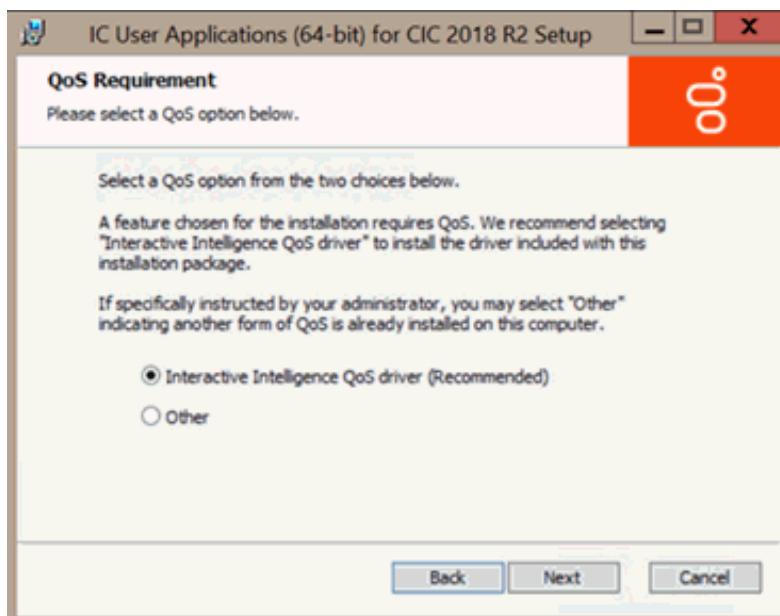 IC User Applications (64-bit) for CIC 2018 R2 Setup
QoS Requirement
Please select a QoS option below.
Select a QoS option from the two choices below.
A feature chosen for the installation requires QoS. We recommend selecting
"Interactive Intelligence QoS driver" to install the driver included with this
installation package.
If specifically instructed by your administrator, you may select "Other"
indicating another form of QoS is already installed on this computer.
Interactive Intelligence QoS driver (Recommended)
Other
Back Next Cancel